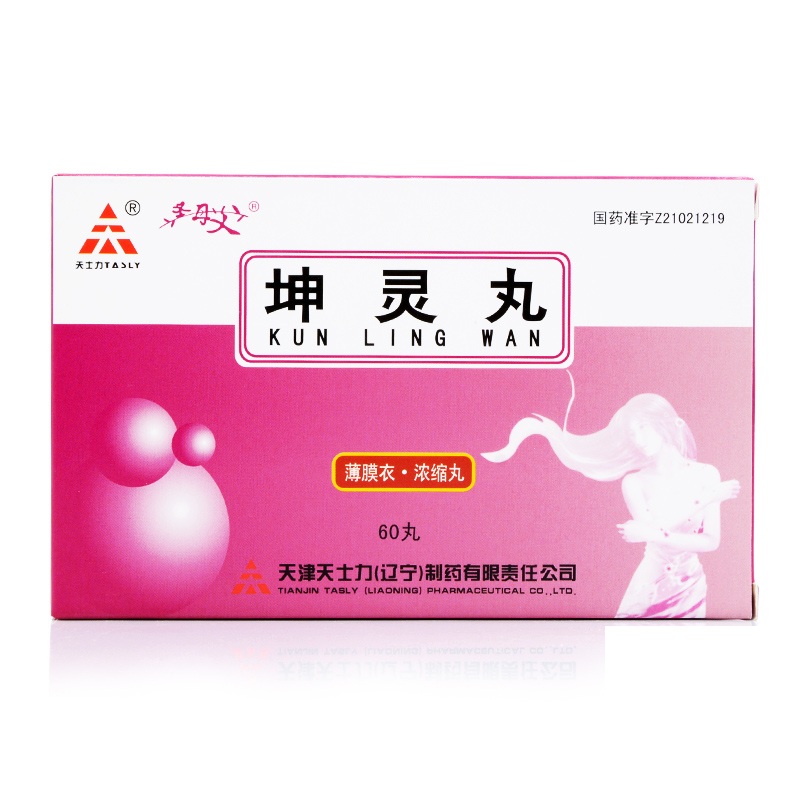 天士力TASLY
®
圣母父®
国药准字Z21021219
坤灵丸
KUN LING WAN
薄膜衣·浓缩丸
60丸
天津天士力(辽宁)制药有限责任公司
TIANJIN TASLY (LIAONING) PHARMACEUTICAL CO.,LTD.